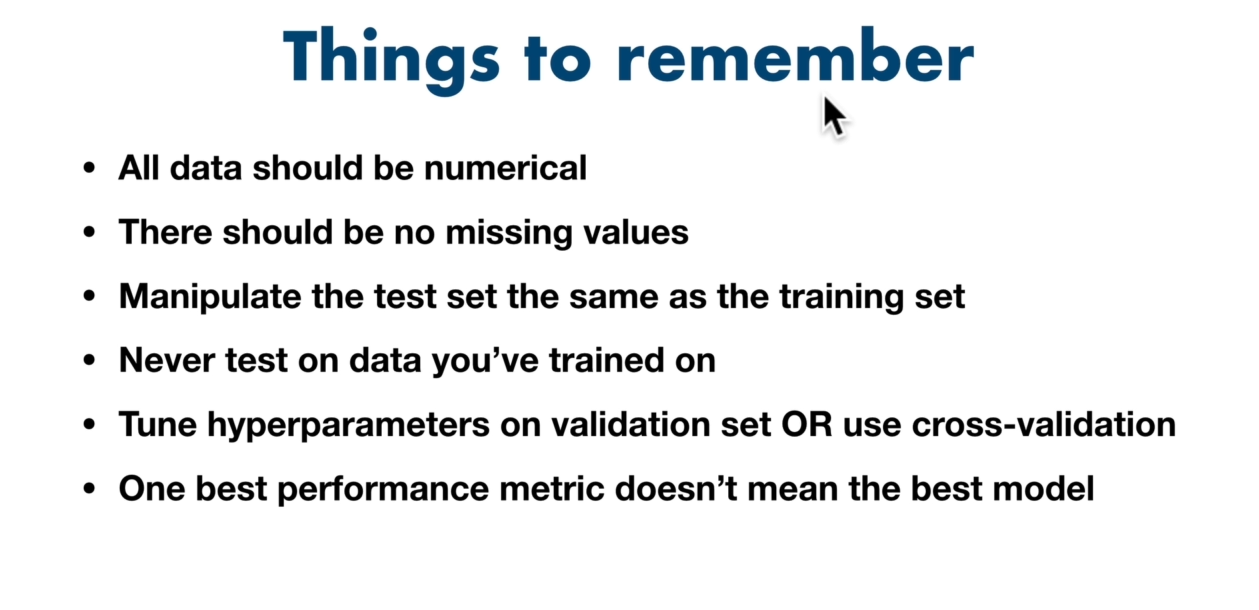 Things to remember
• All data should be numerical
• There should be no missing values
• Manipulate the test set the same as the training set
• Never test on data you’ve trained on
• Tune hyperparameters on validation set OR use cross-validation
• One best performance metric doesn’t mean the best model